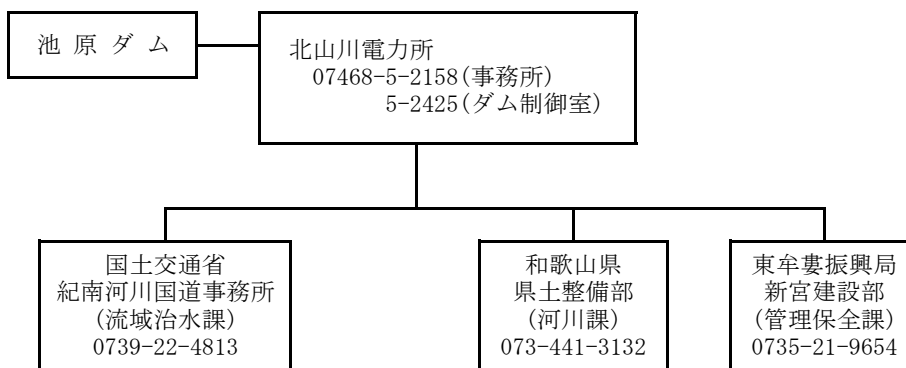 池原ダム
北山川電力所
07468-5-2158(事務所)
5-2425(ダム制御室)
国土交通省
紀南河川国道事務所
(流域治水課)
0739-22-4813
和歌山県
県土整備部
(河川課)
073-441-3132
東牟婁振興局
新宮建設部
(管理保全課)
0735-21-9654